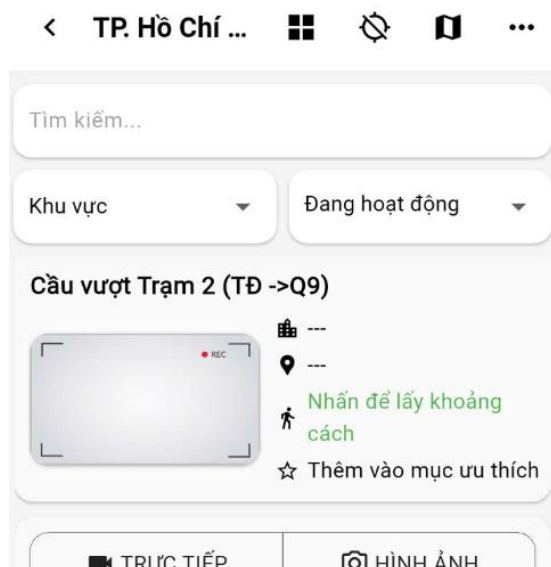 TP. Hồ Chí ...
Tìm kiếm...
Khu vực
Đang hoạt động
Cầu vượt Trạm 2 (TĐ ->Q9)
REC
---
---
Nhấn để lấy khoảng
cách
Thêm vào mục ưu thích
TRỰC TIẾP
HÌNH ẢNH